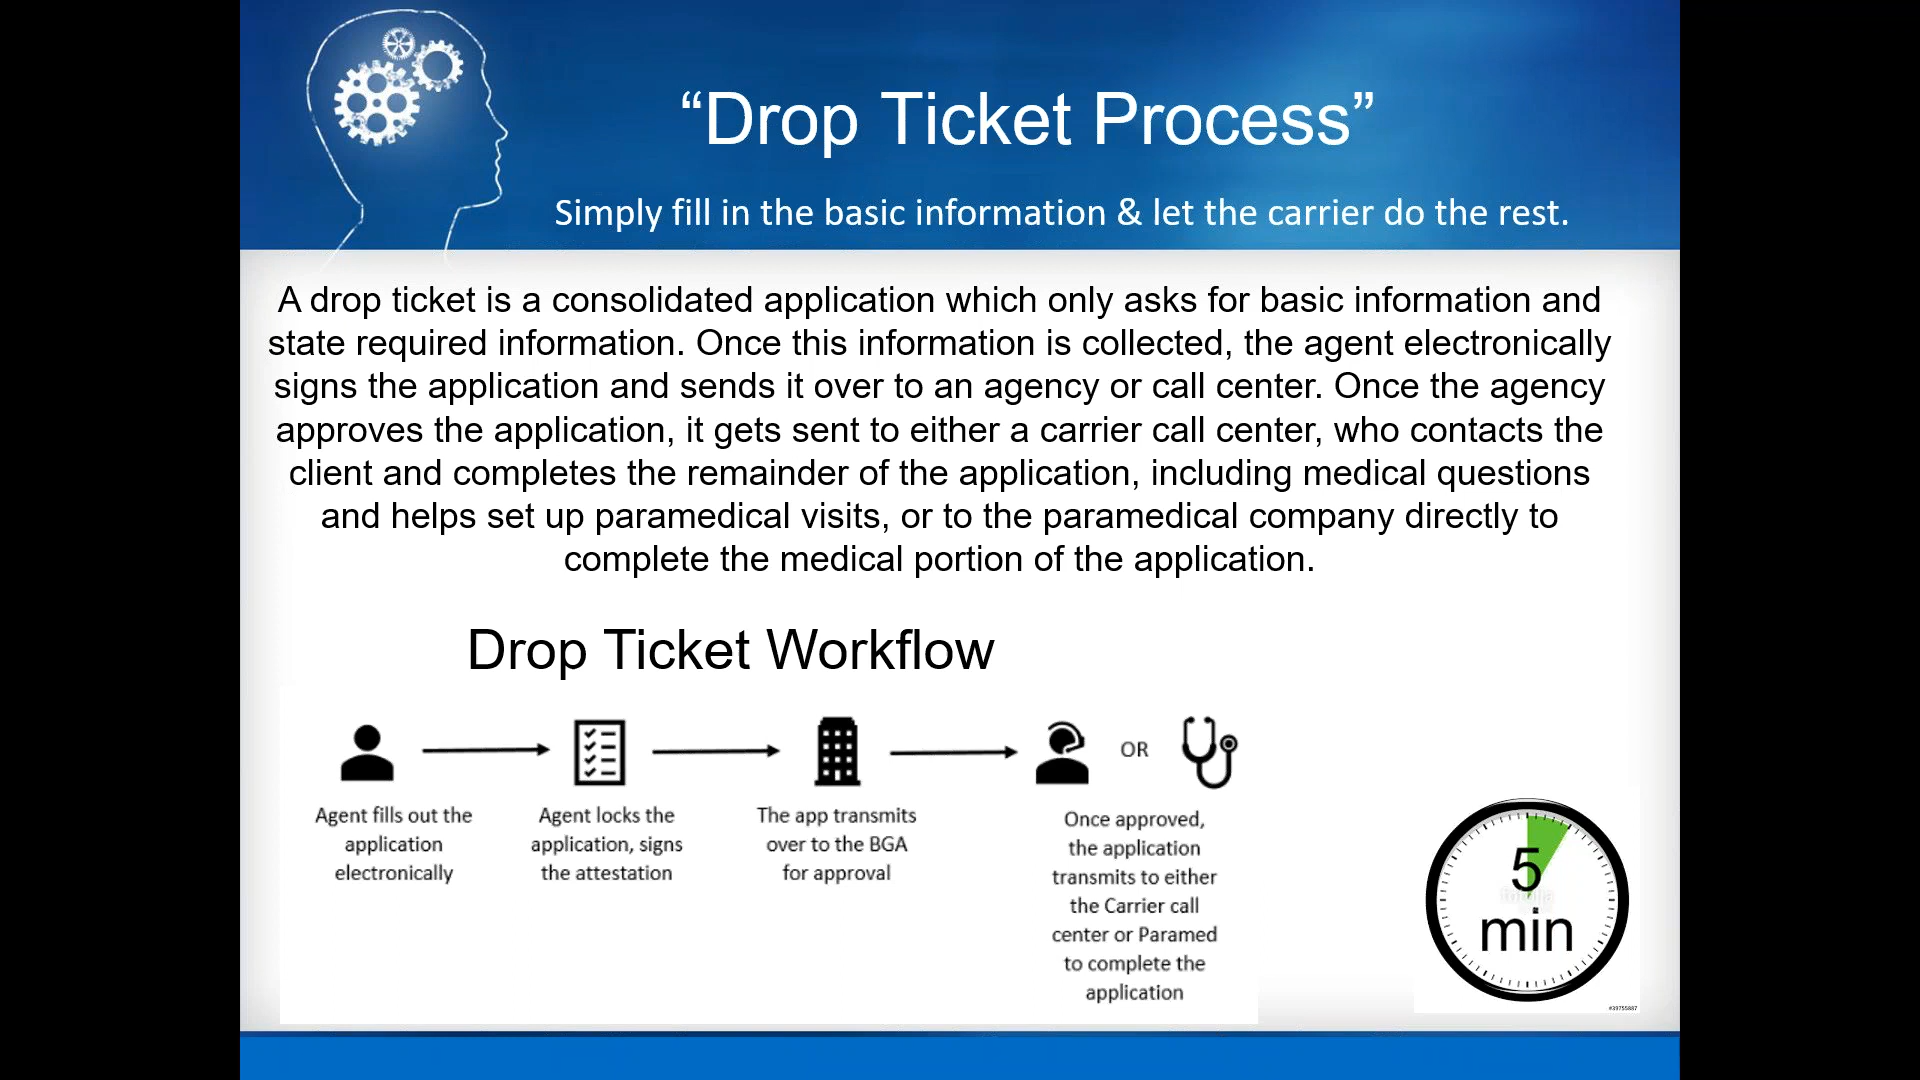 “Drop Ticket Process”
Simply fill in the basic information & let the carrier do the rest.
A drop ticket is a consolidated application which only asks for basic information and
state required information. Once this information is collected, the agent electronically
signs the application and sends it over to an agency or call center. Once the agency
approves the application, it gets sent to either a carrier call center, who contacts the
client and completes the remainder of the application, including medical questions
and helps set up paramedical visits, or to the paramedical company directly to
complete the medical portion of the application.
Drop Ticket Workflow
OR
Agent fills out the
application
electronically
Agent locks the
application, signs
the attestation
The app transmits
over to the BGA
for approval
Once approved,
the application
transmits to either
the Carrier call
center or Paramed
to complete the
application
5
min
#39755887